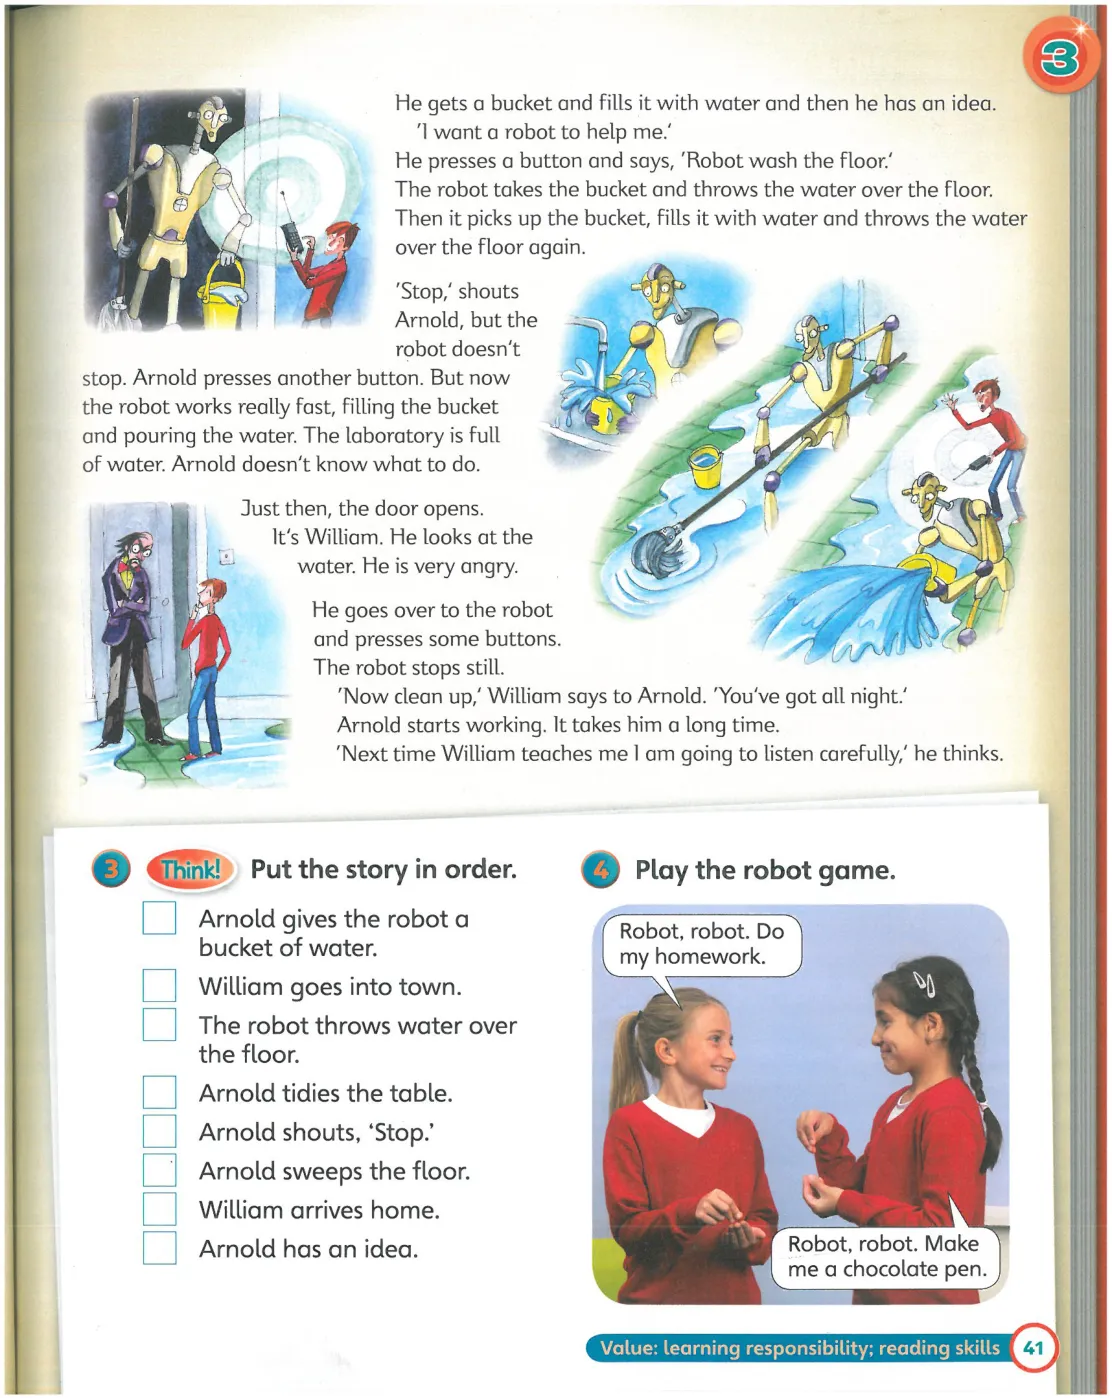 3
He gets a bucket and fills it with water and then he has an idea.
'I want a robot to help me.'
He presses a button and says, 'Robot wash the floor.'
The robot takes the bucket and throws the water over the floor.
Then it picks up the bucket, fills it with water and throws the water
over the floor again.
'Stop,' shouts
Arnold, but the
robot doesn't
stop. Arnold presses another button. But now
the robot works really fast, filling the bucket
and pouring the water. The laboratory is full
of water. Arnold doesn't know what to do.
Just then, the door opens.
It's William. He looks at the
water. He is very angry.
He goes over to the robot
and presses some buttons.
The robot stops still.
'Now clean up,' William says to Arnold. 'You've got all night.'
Arnold starts working. It takes him a long time.
'Next time William teaches me I am going to listen carefully,' he thinks.
3 Think! Put the story in order.
Arnold gives the robot a
bucket of water.
William goes into town.
The robot throws water over
the floor.
Arnold tidies the table.
Arnold shouts, 'Stop.'
Arnold sweeps the floor.
William arrives home.
Arnold has an idea.
4 Play the robot game.
Robot, robot. Do
my homework.
Robot, robot. Make
me a chocolate pen.
Value: learning responsibility; reading skills 41